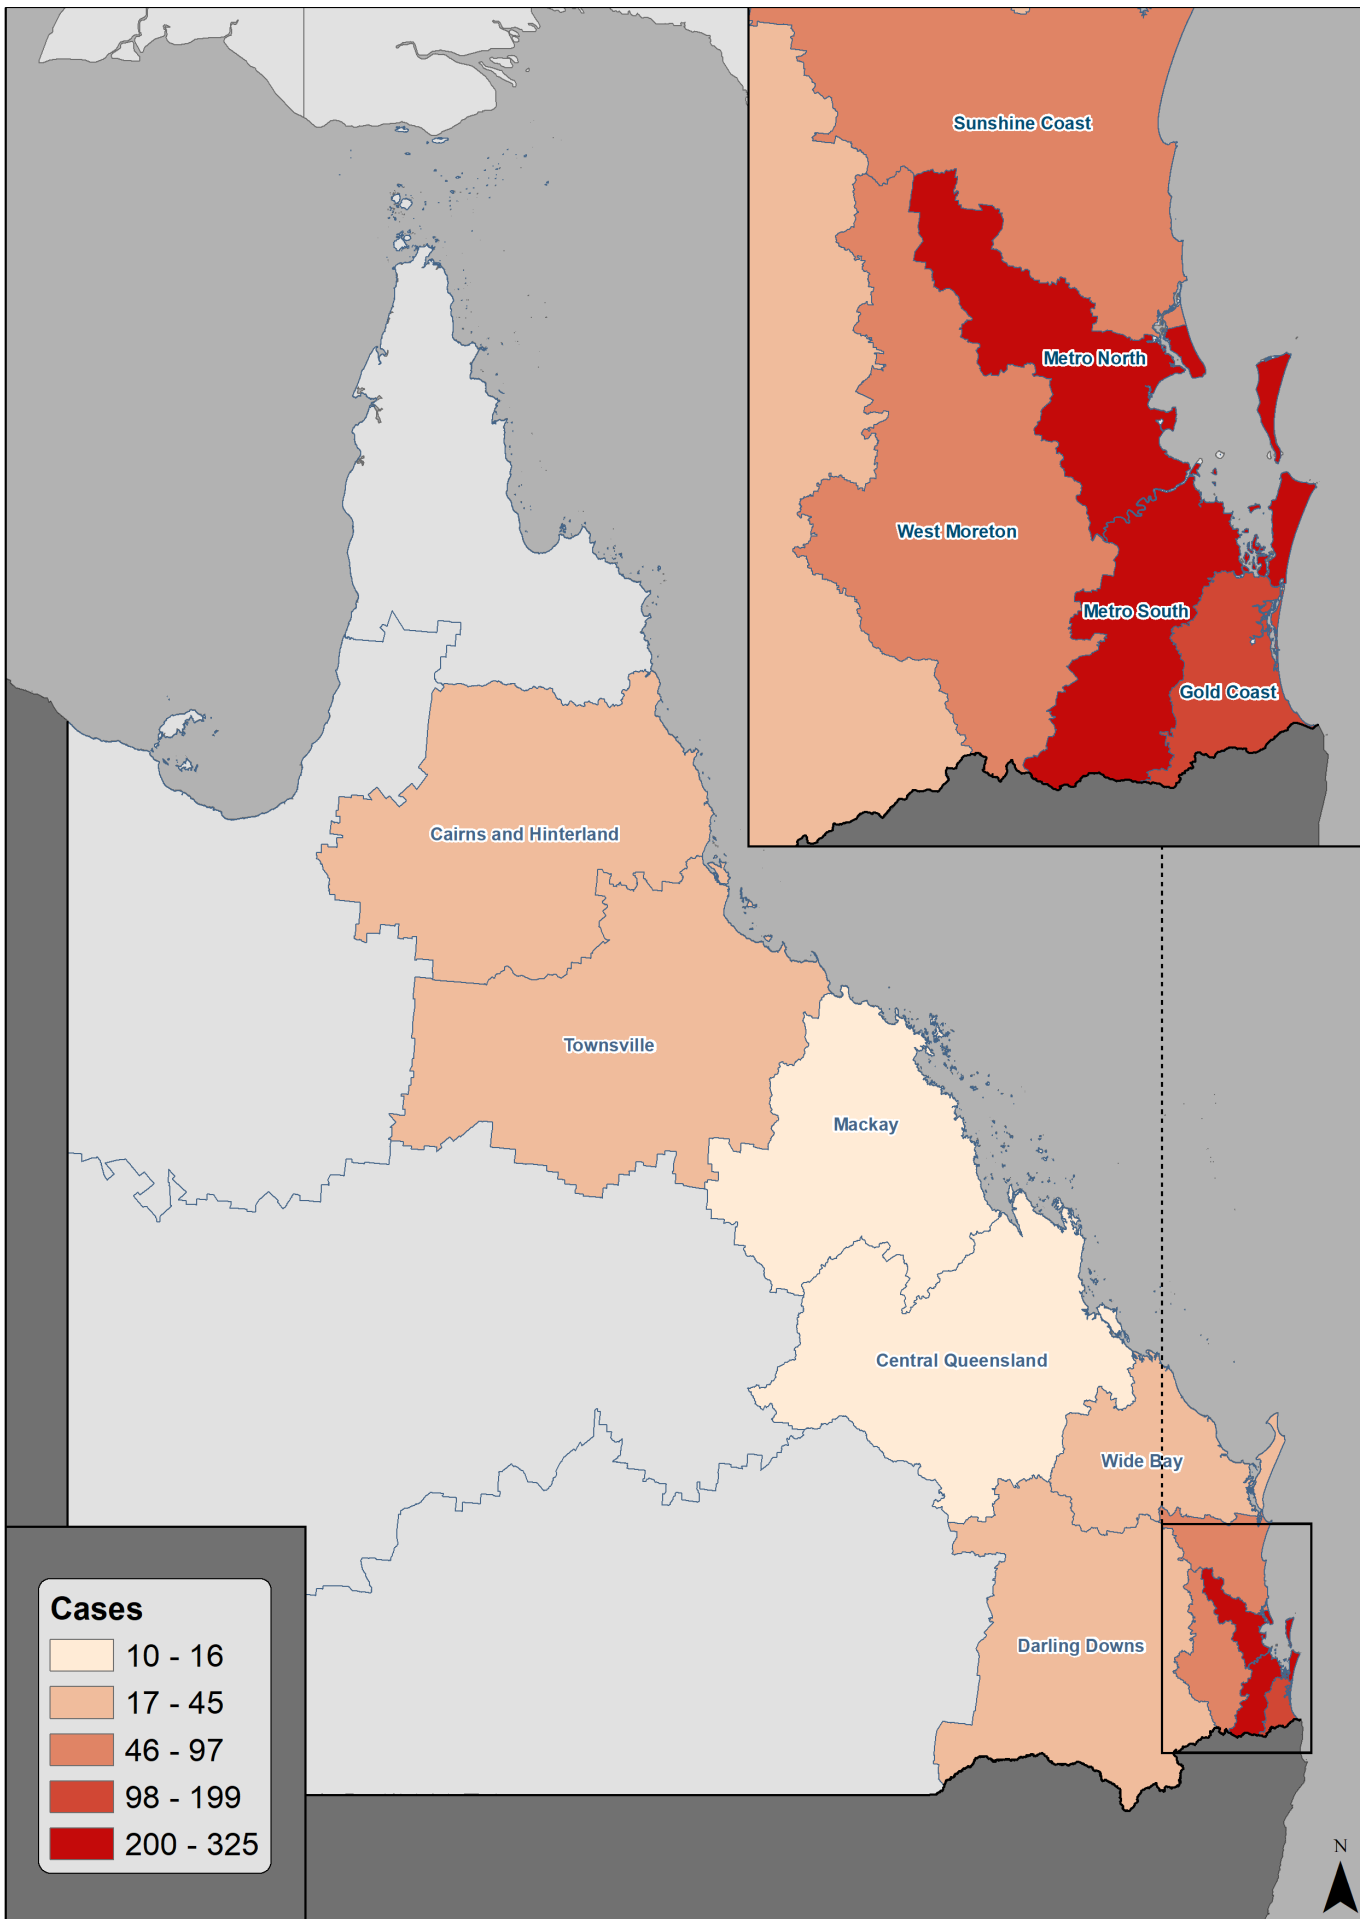 Sunshine Coast
Metro North
West Moreton
Metro South
Gold Coast
Cairns and Hinterland
Townsville
Mackay
Central Queensland
Wide Bay
Darling Downs
Cases
10 - 16
17 - 45
46 - 97
98 - 199
200 - 325
N